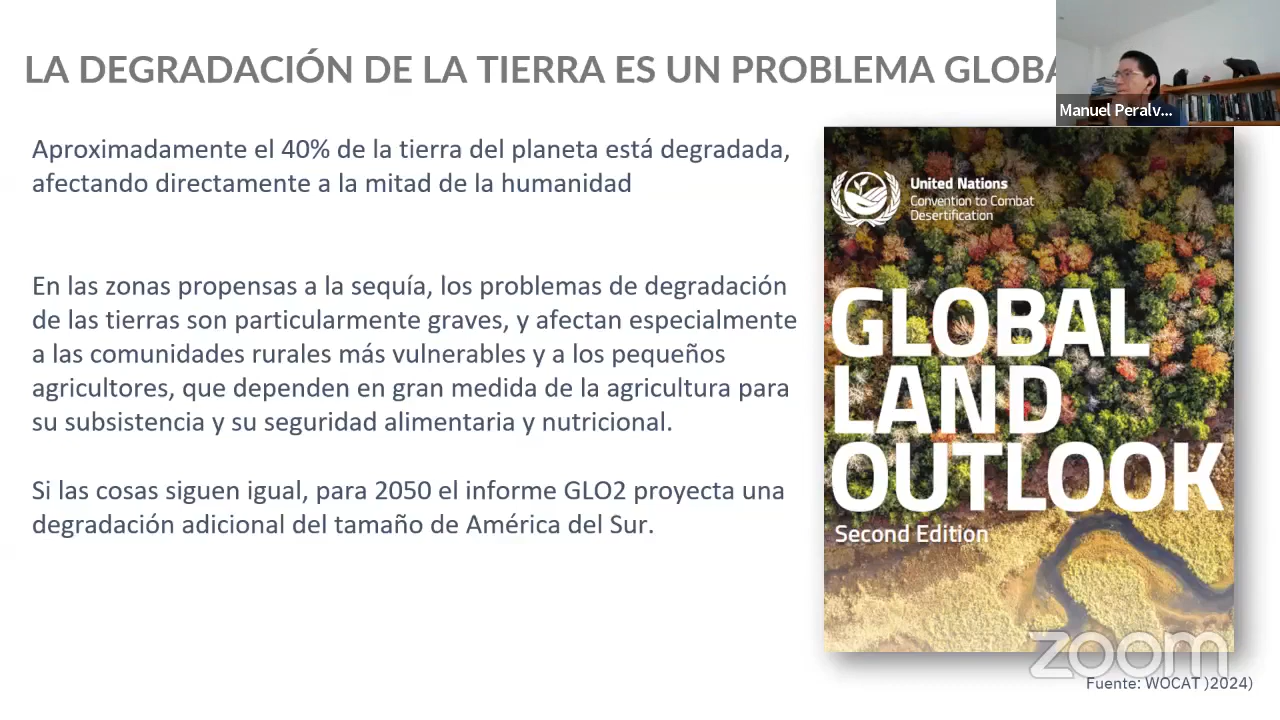 LA DEGRADACIÓN DE LA TIERRA ES UN PROBLEMA GLOBA
Manuel Peralv...
Aproximadamente el 40% de la tierra del planeta está degradada,
afectando directamente a la mitad de la humanidad
En las zonas propensas a la sequía, los problemas de degradación
de las tierras son particularmente graves, y afectan especialmente
a las comunidades rurales más vulnerables y a los pequeños
agricultores, que dependen en gran medida de la agricultura para
su subsistencia y su seguridad alimentaria y nutricional.
Si las cosas siguen igual, para 2050 el informe GLO2 proyecta una
degradación adicional del tamaño de América del Sur.
United Nations
Convention to Combat
Desertification
GLOBAL
LAND
OUTLOOK
Second Edition
zoom
Fuente: WOCAT )2024)